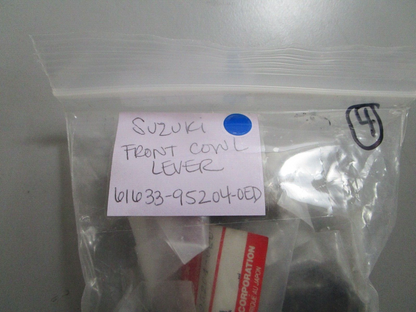 SUZUKI
FRONT COWL
LEVER
61633-95204-0ED
4
CORPORATION